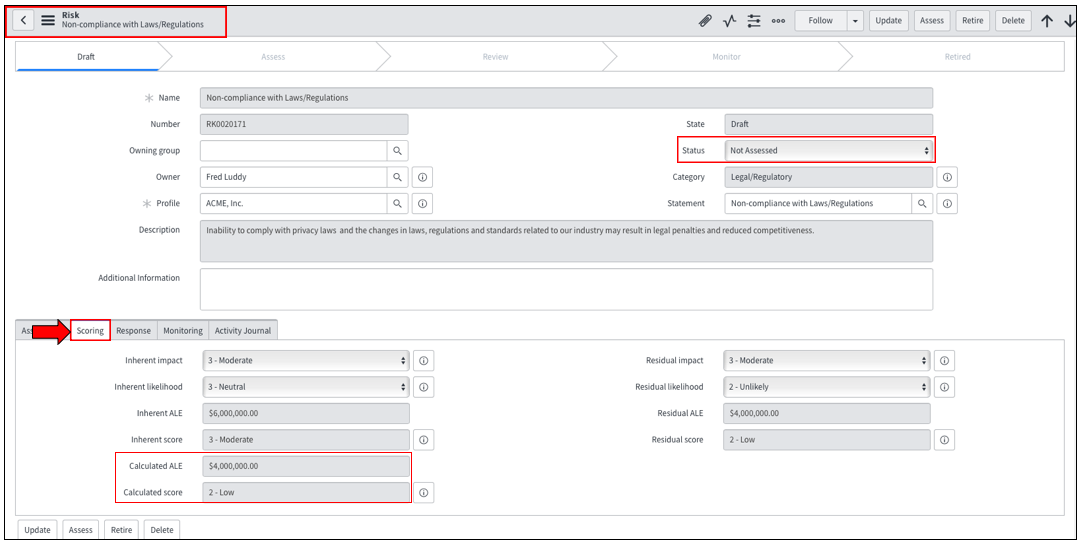 Risk
Non-compliance with Laws/Regulations
Follow Update Assess Retire Delete
Draft Assess Review Monitor Retired
Name Non-compliance with Laws/Regulations
Number RK0020171 State Draft
Owning group Status Not Assessed
Owner Fred Luddy Category Legal/Regulatory
Profile ACME, Inc. Statement Non-compliance with Laws/Regulations
Description Inability to comply with privacy laws and the changes in laws, regulations and standards related to our industry may result in legal penalties and reduced competitiveness.
Additional Information
Scoring Response Monitoring Activity Journal
Inherent impact 3 - Moderate Residual impact 3 - Moderate
Inherent likelihood 3 - Neutral Residual likelihood 2 - Unlikely
Inherent ALE $6,000,000.00 Residual ALE $4,000,000.00
Inherent score 3 - Moderate Residual score 2 - Low
Calculated ALE $4,000,000.00
Calculated score 2 - Low
Update Assess Retire Delete